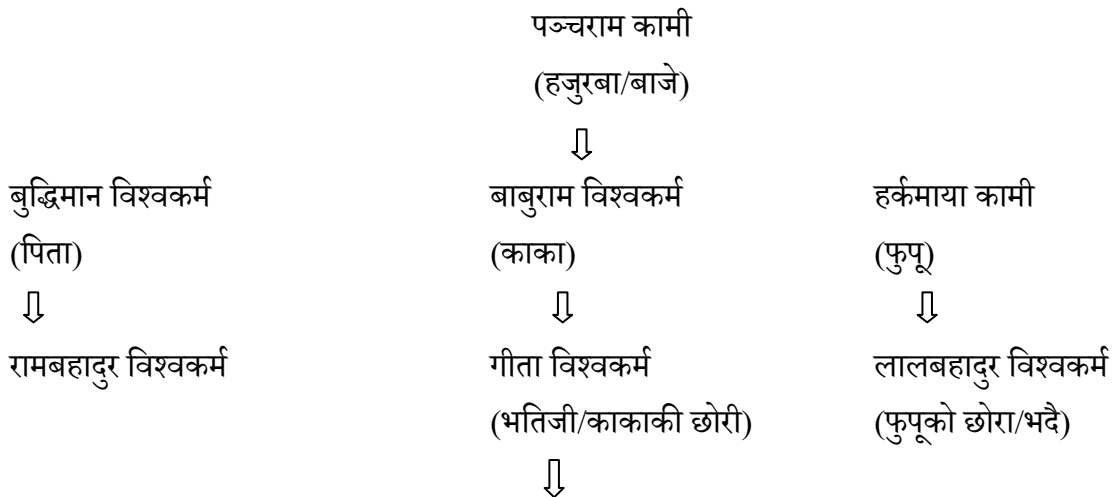 पञ्चराम कामी
(हजुरबा/बाजे)
बुद्धिमान विश्वकर्म बाबुराम विश्वकर्म हर्कमाया कामी
(पिता) (काका) (फुपू)
रामबहादुर विश्वकर्म गीता विश्वकर्म लालबहादुर विश्वकर्म
(भतिजी/काकाकी छोरी) (फुपूको छोरा/भदै)